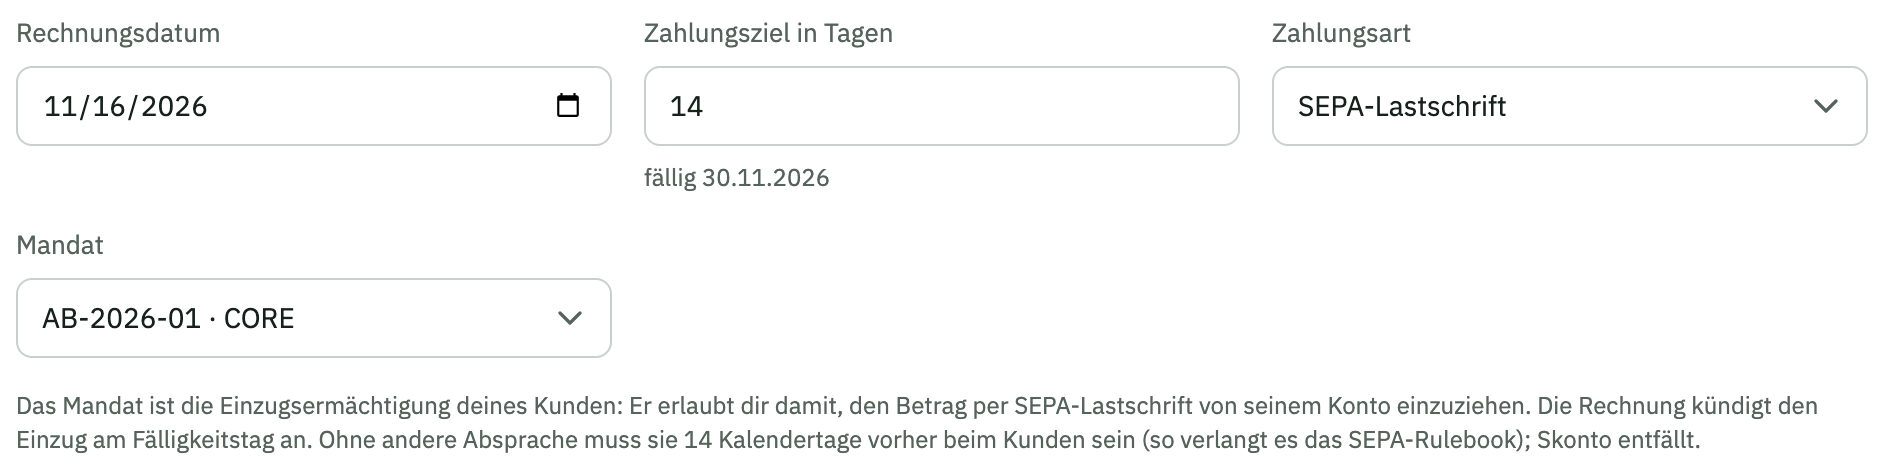 Rechnungsdatum
Zahlungsziel in Tagen
Zahlungsart
11/16/2026
14
SEPA-Lastschrift
fällig 30.11.2026
Mandat
AB-2026-01 · CORE
Das Mandat ist die Einzugsermächtigung deines Kunden: Er erlaubt dir damit, den Betrag per SEPA-Lastschrift von seinem Konto einzuziehen. Die Rechnung kündigt den
Einzug am Fälligkeitstag an. Ohne andere Absprache muss sie 14 Kalendertage vorher beim Kunden sein (so verlangt es das SEPA-Rulebook); Skonto entfällt.